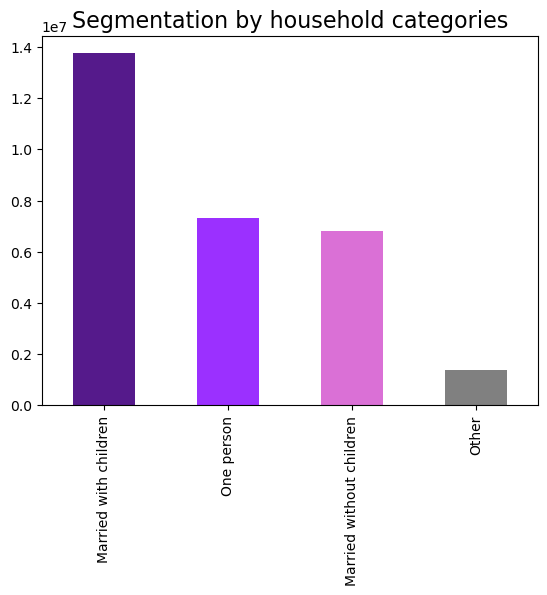 Segmentation by household categories
1e7
1.4
1.2
1.0
0.8
0.6
0.4
0.2
0.0
Married with children
One person
Married without children
Other